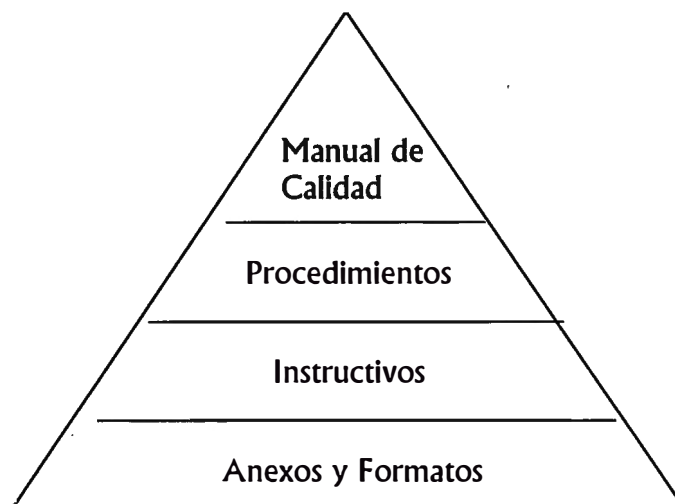 Manual de
Calidad
Procedimientos
Instructivos
Anexos y Formatos